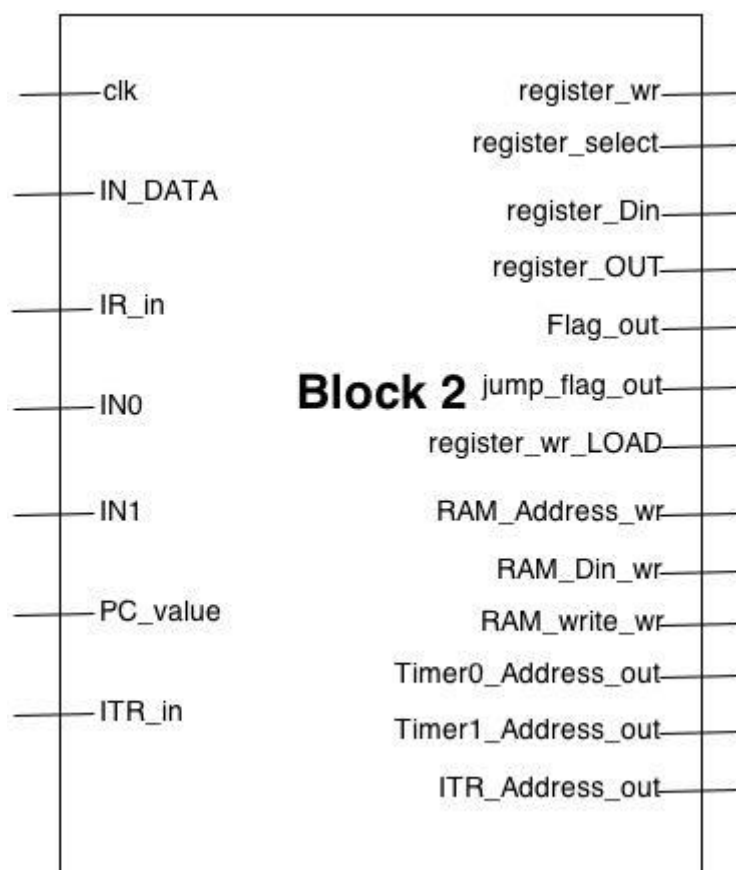 clk
IN_DATA
IR_in
IN0
IN1
PC_value
ITR_in
Block 2
register_wr
register_select
register_Din
register_OUT
Flag_out
jump_flag_out
register_wr_LOAD
RAM_Address_wr
RAM_Din_wr
RAM_write_wr
Timer0_Address_out
Timer1_Address_out
ITR_Address_out